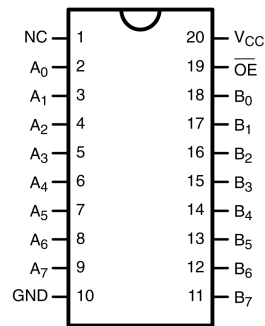 NC 1 20 VCC
A0 2 19 OE
A1 3 18 B0
A2 4 17 B1
A3 5 16 B2
A4 6 15 B3
A5 7 14 B4
A6 8 13 B5
A7 9 12 B6
GND 10 11 B7